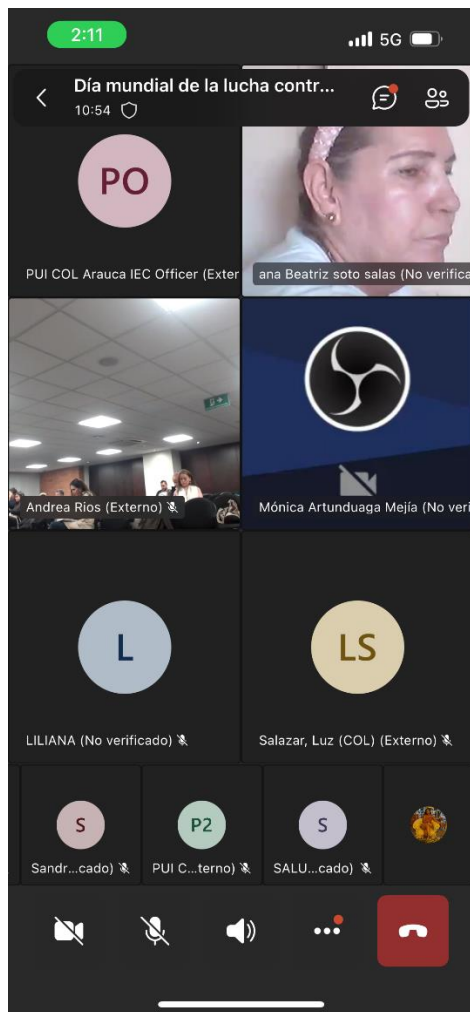 2:11
5G
Día mundial de la lucha contr...
10:54
PO
PUI COL Arauca IEC Officer (Exter
ana Beatriz soto salas (No verifica
Andrea Rios (Externo)
Mónica Artunduaga Mejía (No veri
L
LS
LILIANA (No verificado)
Salazar, Luz (COL) (Externo)
S
P2
S
Sandr...cado)
PUI C...terno)
SALU...cado)